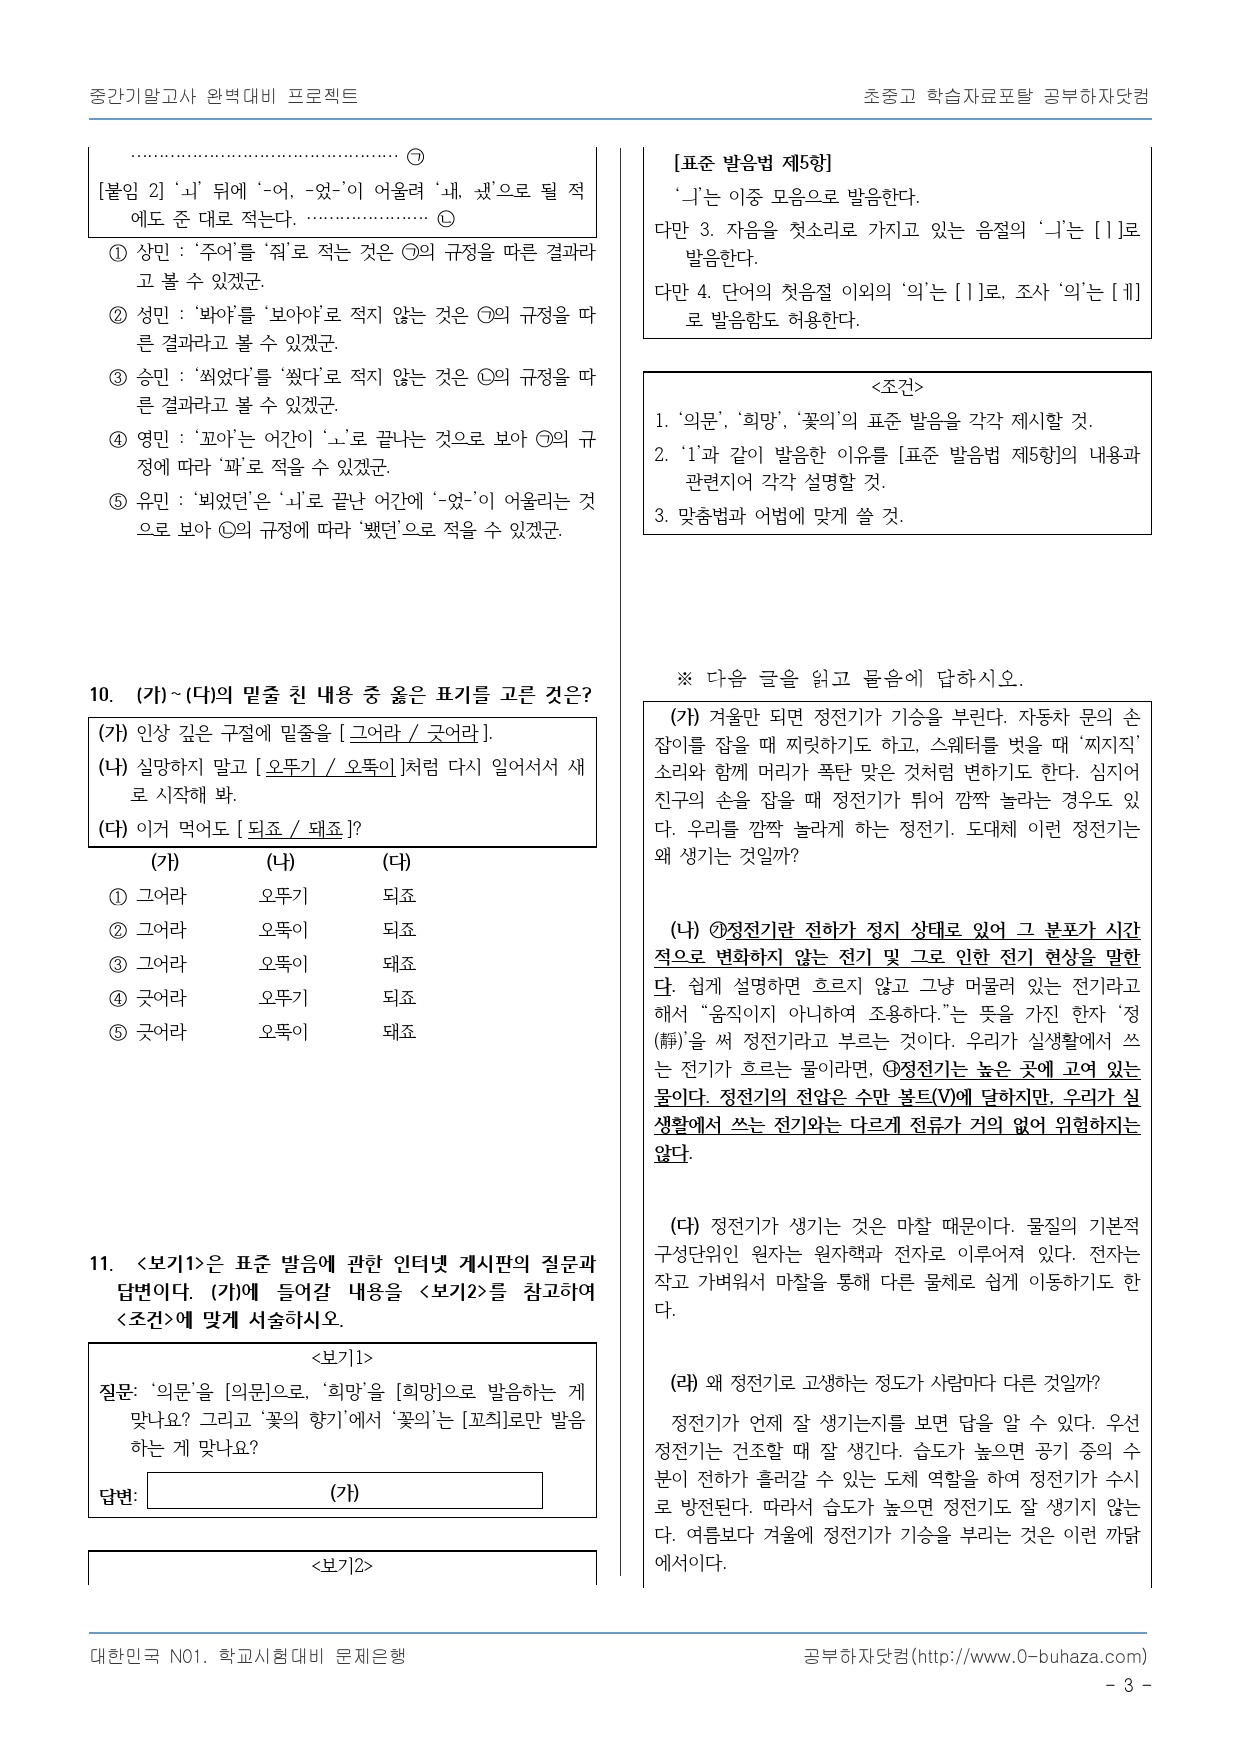 중간기말고사 완벽대비 프로젝트
초중고 학습자료포탈 공부하자닷컴
………………………………………… ㉠
[붙임 2] ‘ㅚ’ 뒤에 ‘-어, -었-’이 어울려 ‘ㅙ, ㅙㅆ’으로 될 적
에도 준 대로 적는다. …………………… ㉡
① 상민 : ‘주어’를 ‘줘’로 적는 것은 ㉠의 규정을 따른 결과라
고 볼 수 있겠군.
② 성민 : ‘봐야’를 ‘보아야’로 적지 않는 것은 ㉠의 규정을 따
른 결과라고 볼 수 있겠군.
③ 승민 : ‘쐬었다’를 ‘쐤다’로 적지 않는 것은 ㉡의 규정을 따
른 결과라고 볼 수 있겠군.
④ 영민 : ‘꼬아’는 어간이 ‘ㅗ’로 끝나는 것으로 보아 ㉠의 규
정에 따라 ‘꽈’로 적을 수 있겠군.
⑤ 유민 : ‘뵈었던’은 ‘ㅚ’로 끝난 어간에 ‘-었-’이 어울리는 것
으로 보아 ㉡의 규정에 따라 ‘뵀던’으로 적을 수 있겠군.
10. (가)~(다)의 밑줄 친 내용 중 옳은 표기를 고른 것은?
(가) 인상 깊은 구절에 밑줄을 [ 그어라 / 긋어라 ].
(나) 실망하지 말고 [ 오뚜기 / 오뚝이 ]처럼 다시 일어서서 새
로 시작해 봐.
(다) 이거 먹어도 [ 되죠 / 돼죠 ]?
(가) (나) (다)
① 그어라 오뚜기 되죠
② 그어라 오뚝이 되죠
③ 그어라 오뚝이 돼죠
④ 긋어라 오뚜기 되죠
⑤ 긋어라 오뚝이 돼죠
11. <보기1>은 표준 발음에 관한 인터넷 게시판의 질문과
답변이다. (가)에 들어갈 내용을 <보기2>를 참고하여
<조건>에 맞게 서술하시오.
<보기1>
질문: ‘의문’을 [의문]으로, ‘희망’을 [희망]으로 발음하는 게
맞나요? 그리고 ‘꽃의 향기’에서 ‘꽃의’는 [꼬칙]로만 발음
하는 게 맞나요?
답변: (가)
<보기2>
[표준 발음법 제5항]
‘ㅢ’는 이중 모음으로 발음한다.
다만 3. 자음을 첫소리로 가지고 있는 음절의 ‘ㅢ’는 [ㅣ]로
발음한다.
다만 4. 단어의 첫음절 이외의 ‘의’는 [ㅣ]로, 조사 ‘의’는 [ㅔ]
로 발음함도 허용한다.
<조건>
1. ‘의문’, ‘희망’, ‘꽃의’의 표준 발음을 각각 제시할 것.
2. ‘1’과 같이 발음한 이유를 [표준 발음법 제5항]의 내용과
관련지어 각각 설명할 것.
3. 맞춤법과 어법에 맞게 쓸 것.
※ 다음 글을 읽고 물음에 답하시오.
(가) 겨울만 되면 정전기가 기승을 부린다. 자동차 문의 손
잡이를 잡을 때 찌릿하기도 하고, 스웨터를 벗을 때 ‘찌지직’
소리와 함께 머리가 폭탄 맞은 것처럼 변하기도 한다. 심지어
친구의 손을 잡을 때 정전기가 튀어 깜짝 놀라는 경우도 있
다. 우리를 깜짝 놀라게 하는 정전기. 도대체 이런 정전기는
왜 생기는 것일까?
(나) ㉮정전기란 전하가 정지 상태로 있어 그 분포가 시간
적으로 변화하지 않는 전기 및 그로 인한 전기 현상을 말한
다. 쉽게 설명하면 흐르지 않고 그냥 머물러 있는 전기라고
해서 “움직이지 아니하여 조용하다.”는 뜻을 가진 한자 ‘정
(靜)’을 써 정전기라고 부르는 것이다. 우리가 실생활에서 쓰
는 전기가 흐르는 물이라면, ㉯정전기는 높은 곳에 고여 있는
물이다. 정전기의 전압은 수만 볼트(V)에 달하지만, 우리가 실
생활에서 쓰는 전기와는 다르게 전류가 거의 없어 위험하지는
않다.
(다) 정전기가 생기는 것은 마찰 때문이다. 물질의 기본적
구성단위인 원자는 원자핵과 전자로 이루어져 있다. 전자는
작고 가벼워서 마찰을 통해 다른 물체로 쉽게 이동하기도 한
다.
(라) 왜 정전기로 고생하는 정도가 사람마다 다른 것일까?
정전기가 언제 잘 생기는지를 보면 답을 알 수 있다. 우선
정전기는 건조할 때 잘 생긴다. 습도가 높으면 공기 중의 수
분이 전하가 흘러갈 수 있는 도체 역할을 하여 정전기가 수시
로 방전된다. 따라서 습도가 높으면 정전기도 잘 생기지 않는
다. 여름보다 겨울에 정전기가 기승을 부리는 것은 이런 까닭
에서이다.
대한민국 N01. 학교시험대비 문제은행
공부하자닷컴(http://www.0-buhaza.com)
- 3 -